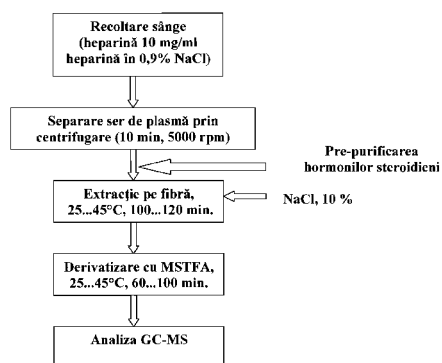 Recoltare sânge
(heparină 10 mg/ml
heparină în 0,9% NaCl)
Separare ser de plasmă prin
centrifugare (10 min, 5000 rpm)
Pre-purificarea
hormonilor steroidieni
Extracție pe fibră,
25...45°C, 100...120 min.
NaCl, 10 %
Derivatizare cu MSTFA,
25...45°C, 60...100 min.
Analiza GC-MS